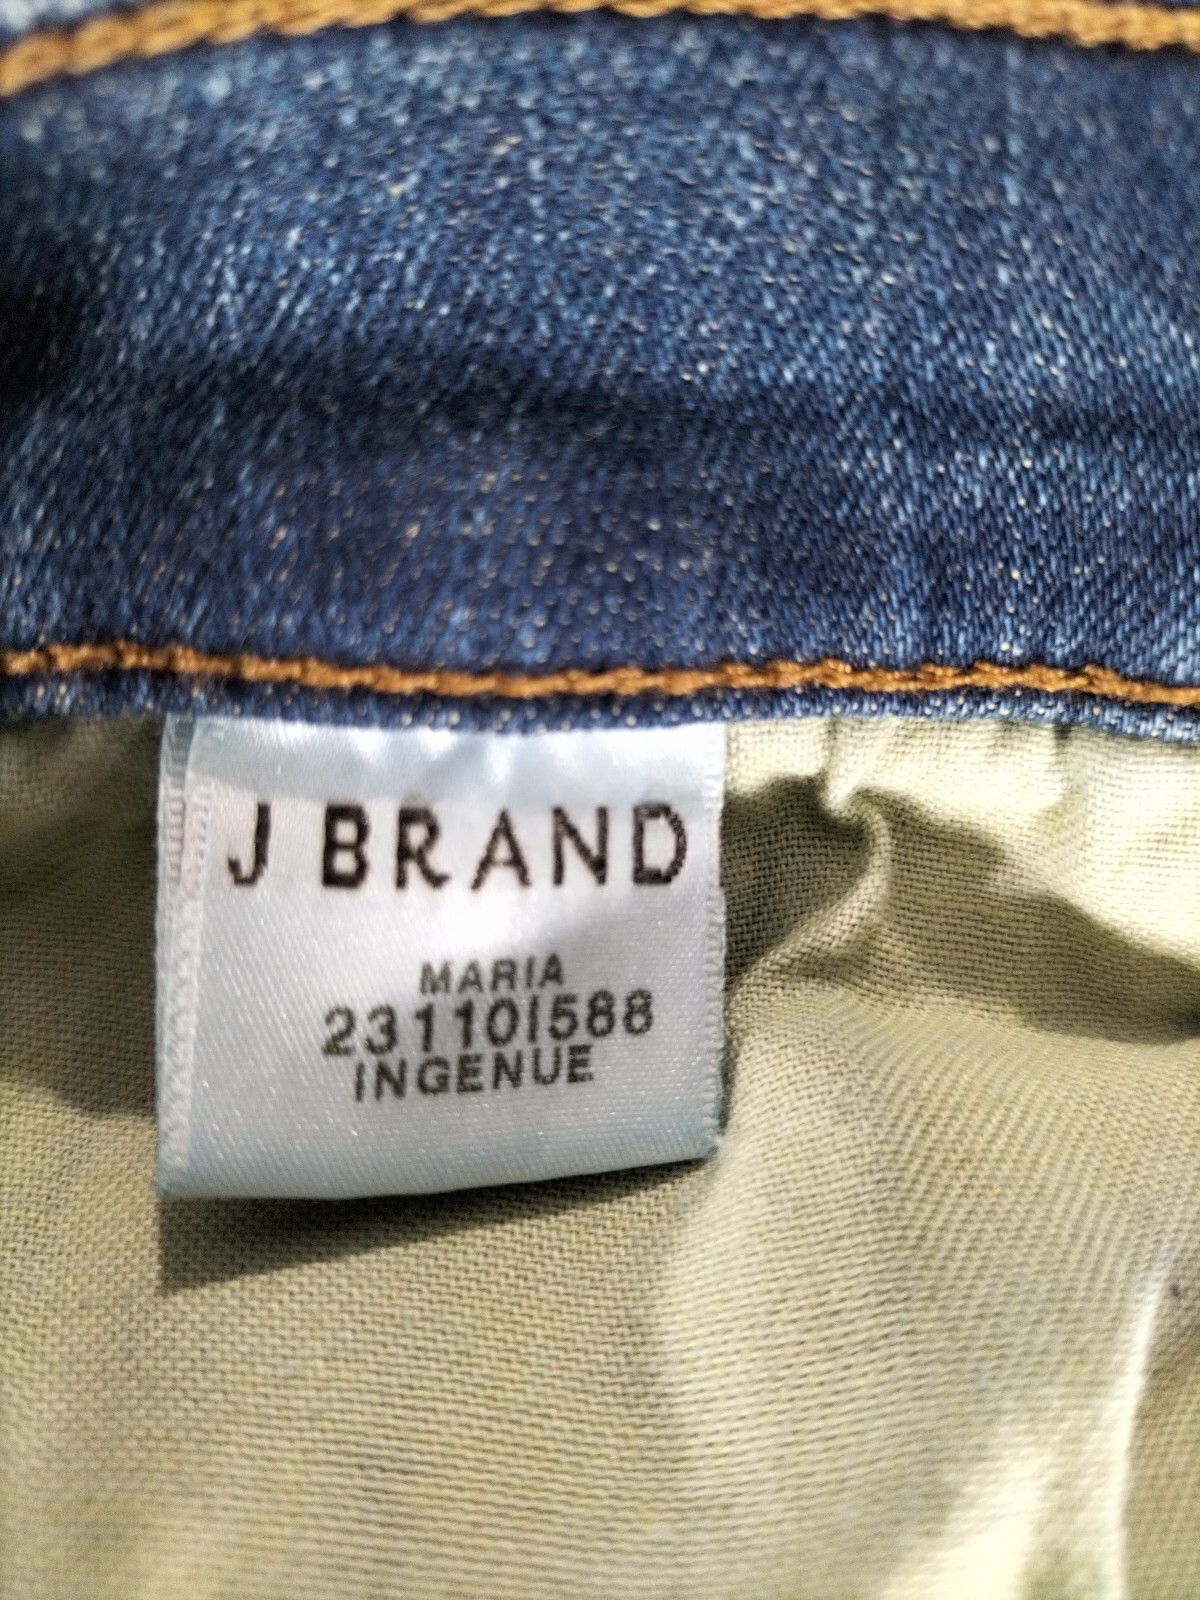 J BRAND
MARIA
23110I588
INGENUE